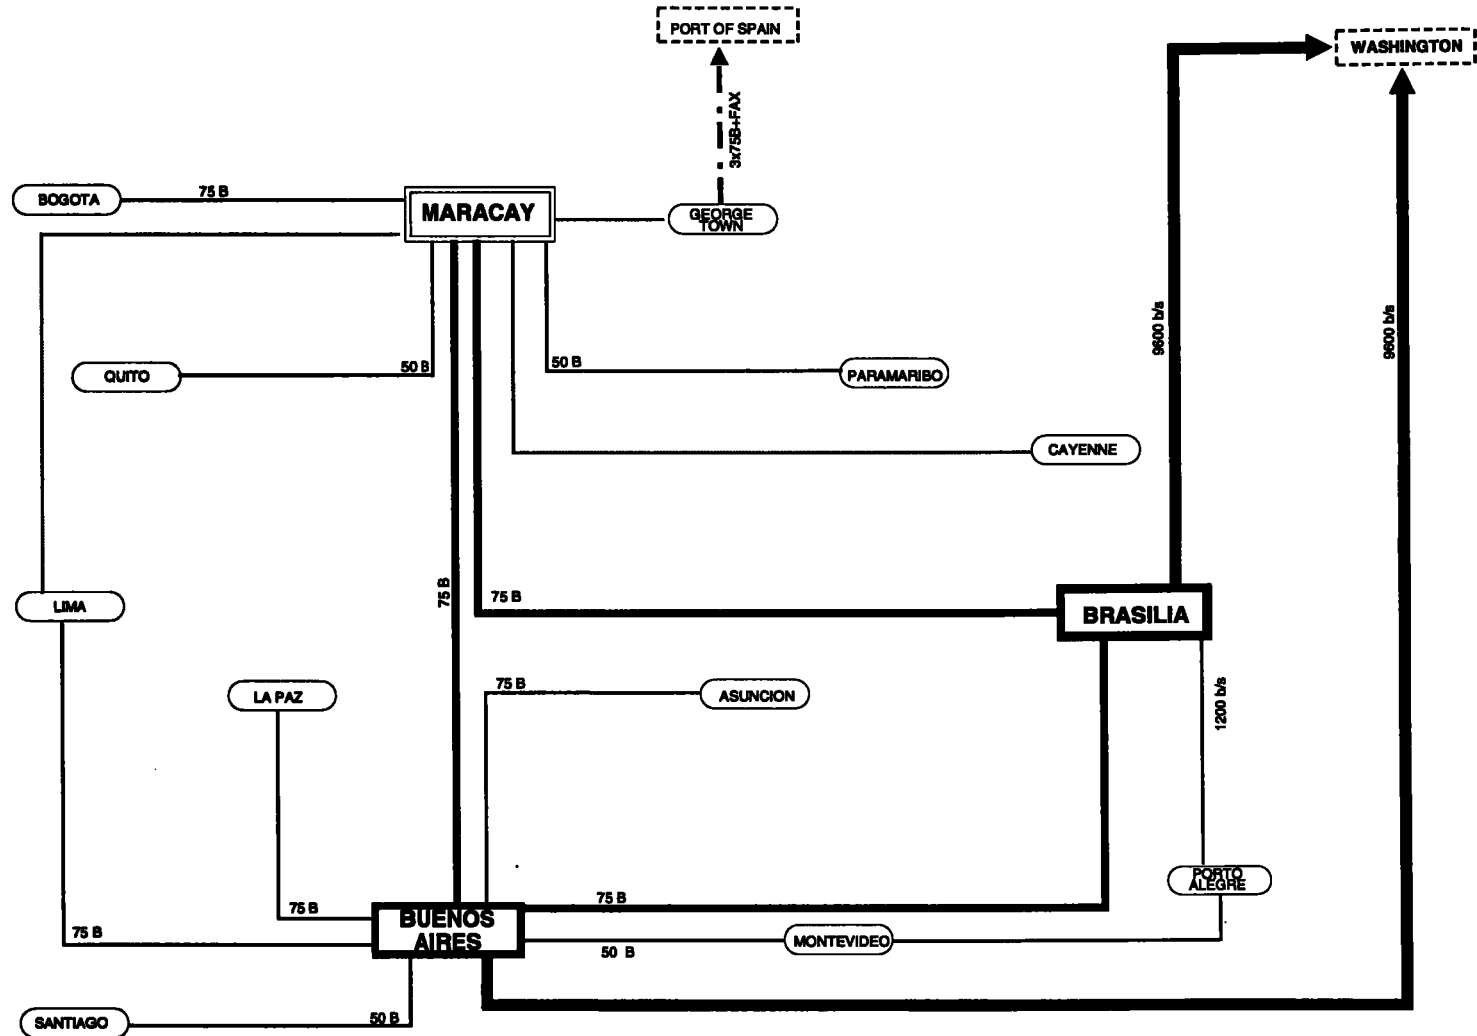 PORT OF SPAIN
WASHINGTON
3x75B+FAX
BOGOTA
75 B
MARACAY
GEORGE
TOWN
9600 b/s
9600 b/s
QUITO
50 B
50 B
PARAMARIBO
CAYENNE
75 B
75 B
LIMA
BRASILIA
LA PAZ
75 B
ASUNCION
1200 b/s
PORTO
ALEGRE
75 B
75 B
BUENOS
AIRES
75 B
50 B
MONTEVIDEO
SANTIAGO
50 B